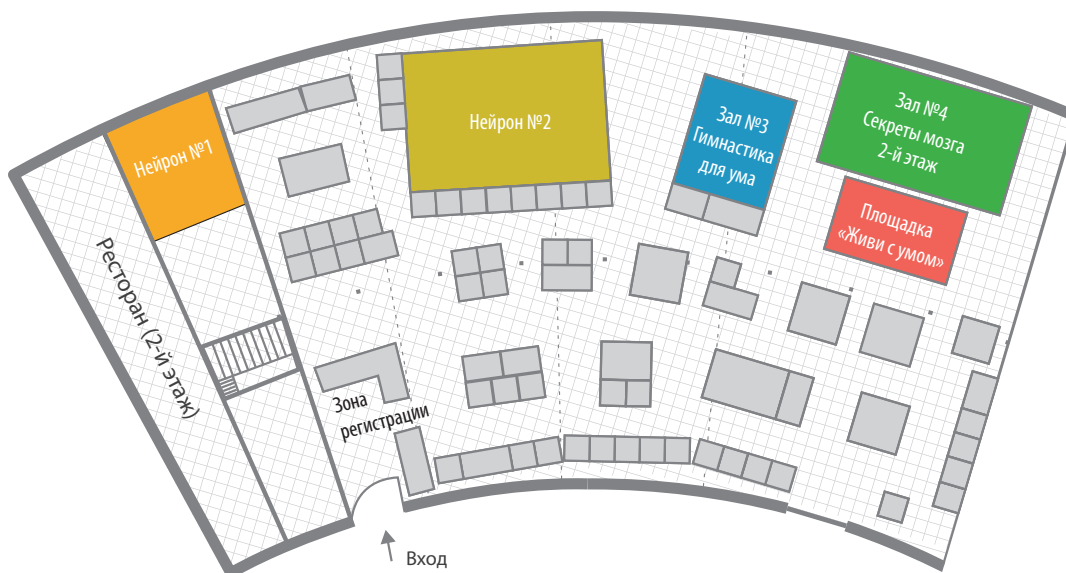 Нейрон №1
Нейрон №2
Зал №3
Гимнастика
для ума
Зал №4
Секреты мозга
2-й этаж
Площадка
«Живи с умом»
Ресторан (2-й этаж)
Зона
регистрации
Вход